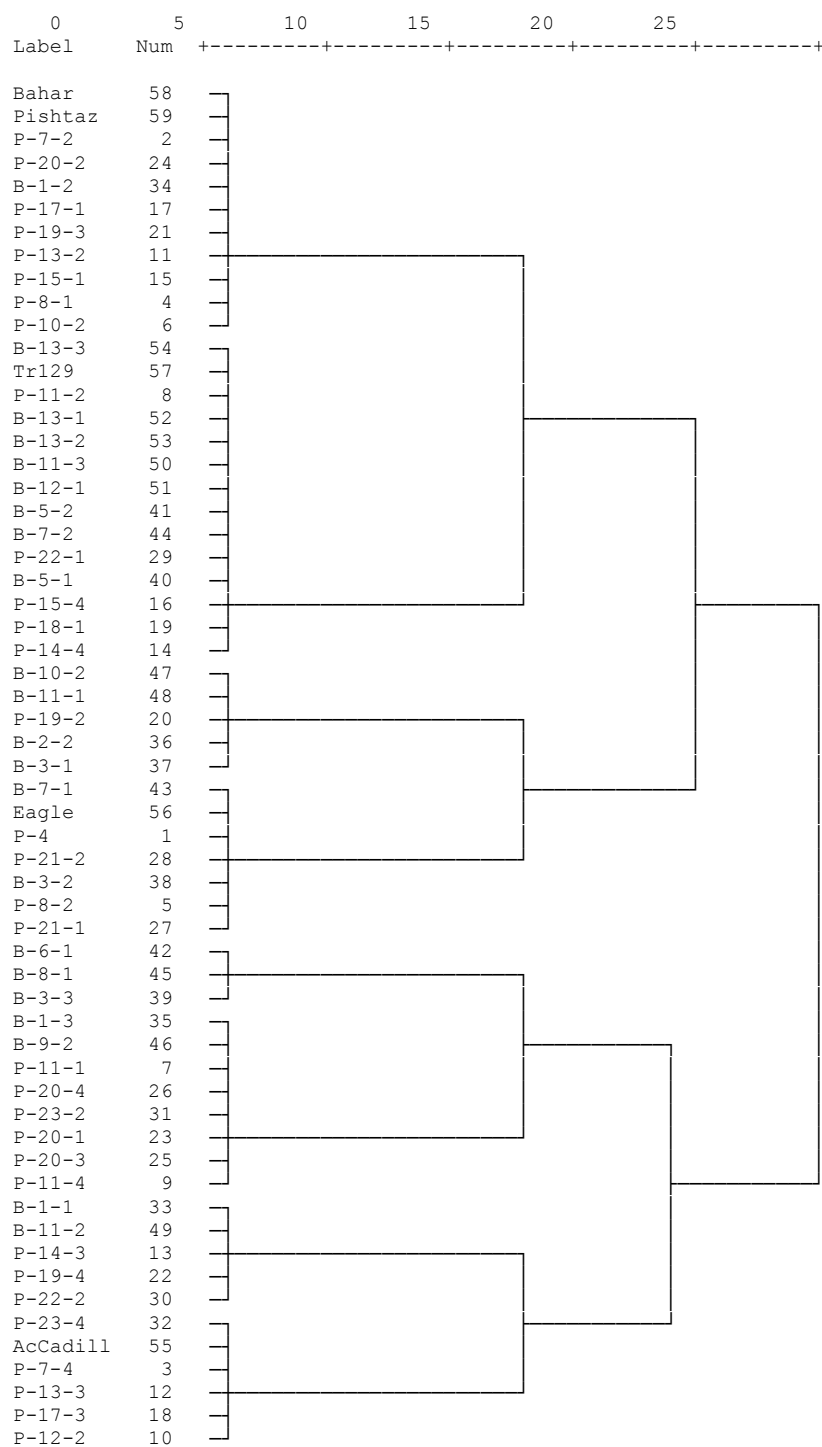 0 5 10 15 20 25
Label Num +---------+---------+---------+---------+---------+
Bahar 58
Pishtaz 59
P-7-2 2
P-20-2 24
B-1-2 34
P-17-1 17
P-19-3 21
P-13-2 11
P-15-1 15
P-8-1 4
P-10-2 6
B-13-3 54
Tr129 57
P-11-2 8
B-13-1 52
B-13-2 53
B-11-3 50
B-12-1 51
B-5-2 41
B-7-2 44
P-22-1 29
B-5-1 40
P-15-4 16
P-18-1 19
P-14-4 14
B-10-2 47
B-11-1 48
P-19-2 20
B-2-2 36
B-3-1 37
B-7-1 43
Eagle 56
P-4 1
P-21-2 28
B-3-2 38
P-8-2 5
P-21-1 27
B-6-1 42
B-8-1 45
B-3-3 39
B-1-3 35
B-9-2 46
P-11-1 7
P-20-4 26
P-23-2 31
P-20-1 23
P-20-3 25
P-11-4 9
B-1-1 33
B-11-2 49
P-14-3 13
P-19-4 22
P-22-2 30
P-23-4 32
AcCadill 55
P-7-4 3
P-13-3 12
P-17-3 18
P-12-2 10